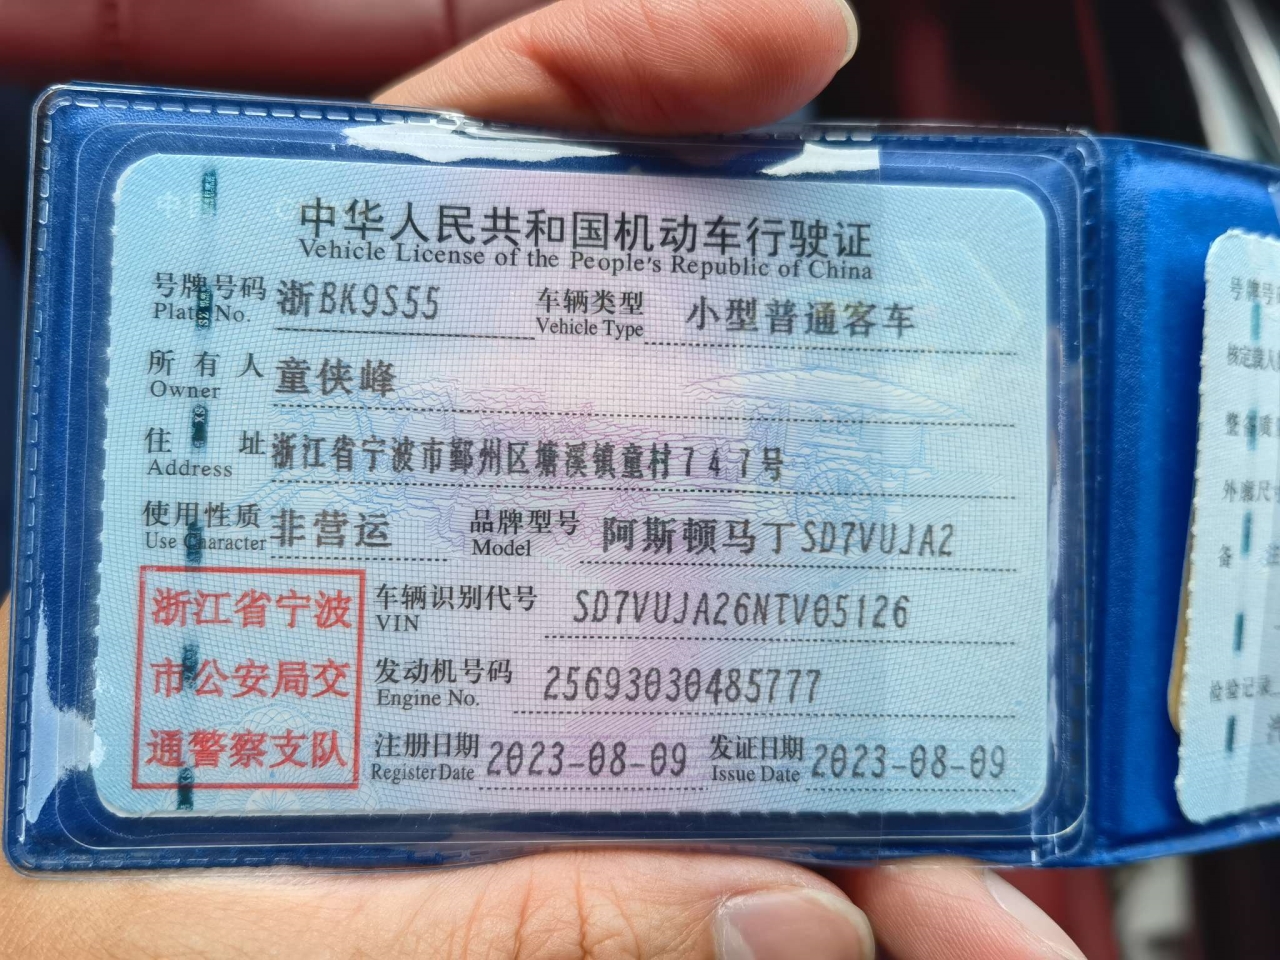 中华人民共和国机动车行驶证
Vehicle License of the People's Republic of China
号牌号码 浙BK9S55 车辆类型 小型普通客车
Plate No. Vehicle Type
所有人 童侠峰
Owner
住址 浙江省宁波市鄞州区塘溪镇童村747号
Address
使用性质 非营运 品牌型号 阿斯顿马丁SD7VUJA2
Use Character Model
浙江省宁波
市公安局交
通警察支队
车辆识别代号 SD7VUJA26NTV05126
VIN
发动机号码 25693030485777
Engine No.
注册日期 2023-08-09 发证日期 2023-08-09
Register Date Issue Date
号牌号
核定载人
整备质
外廓尺
备
检验记录